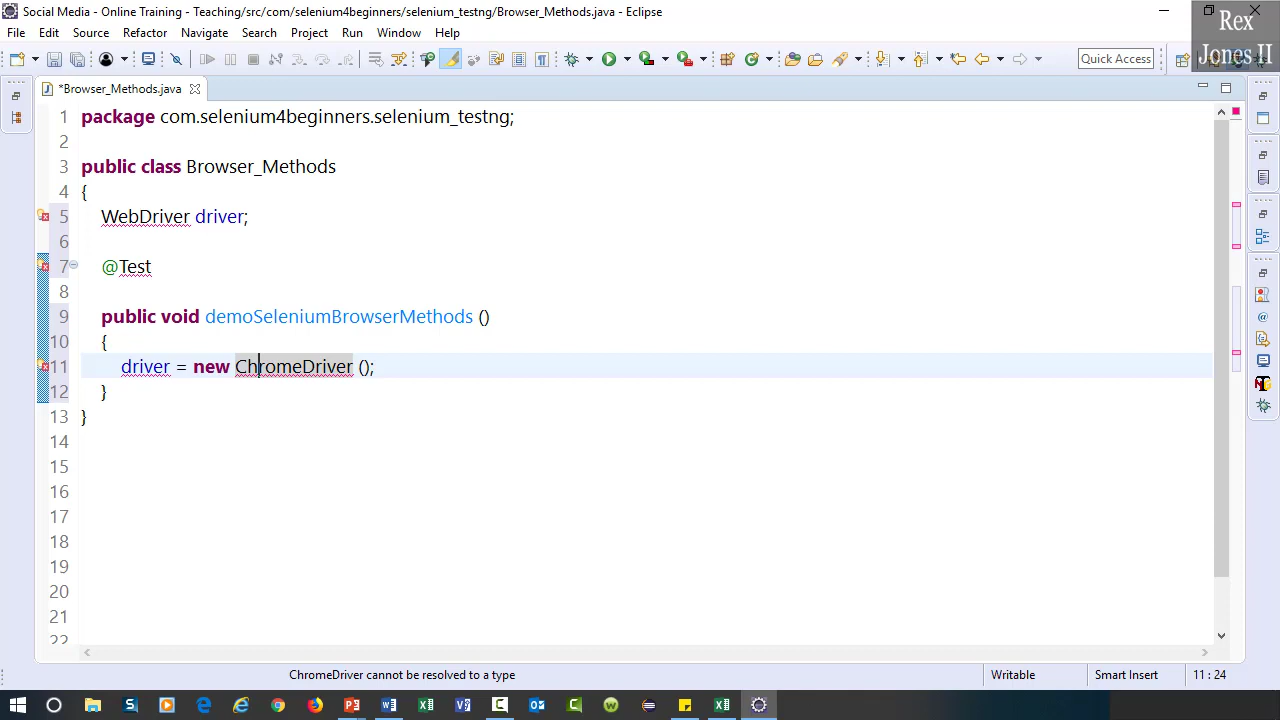 Social Media - Online Training - Teaching/src/com/selenium4beginners/selenium_testng/Browser_Methods.java - Eclipse
Rex
Jones II
File Edit Source Refactor Navigate Search Project Run Window Help
Quick Access
*Browser_Methods.java
1 package com.selenium4beginners.selenium_testng;
2
3 public class Browser_Methods
4 {
5 WebDriver driver;
6
7 @Test
8
9 public void demoSeleniumBrowserMethods ()
10 {
11 driver = new ChromeDriver ();
12 }
13 }
14
15
16
17
18
19
20
21
22
ChromeDriver cannot be resolved to a type Writable Smart Insert 11 : 24